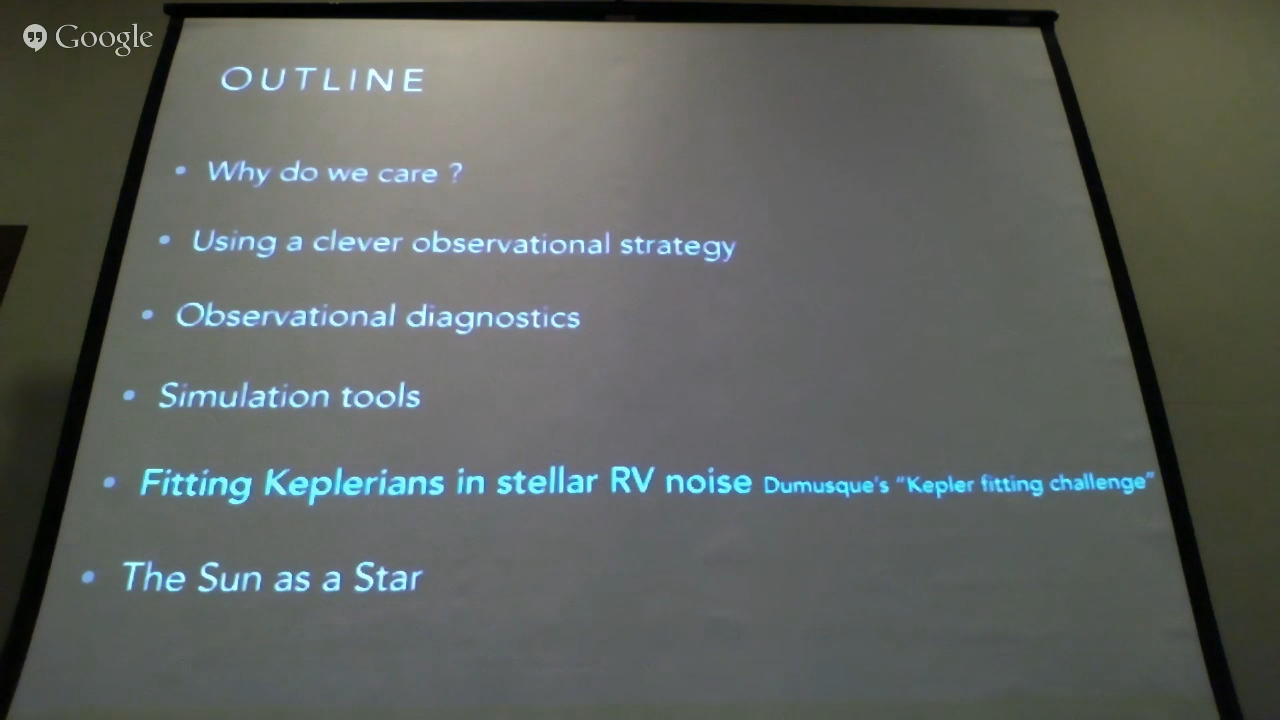 Google
OUTLINE
• Why do we care ?
• Using a clever observational strategy
• Observational diagnostics
• Simulation tools
• Fitting Keplerians in stellar RV noise Dumusque's "Kepler fitting challenge"
• The Sun as a Star